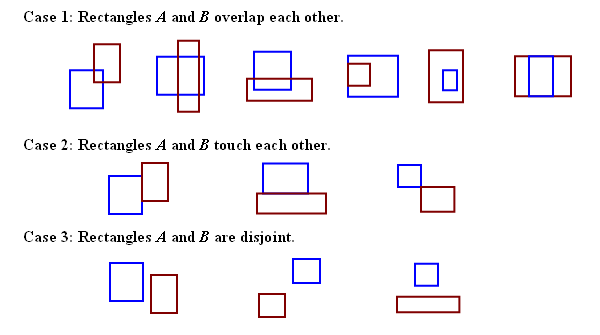 Case 1: Rectangles A and B overlap each other.
Case 2: Rectangles A and B touch each other.
Case 3: Rectangles A and B are disjoint.